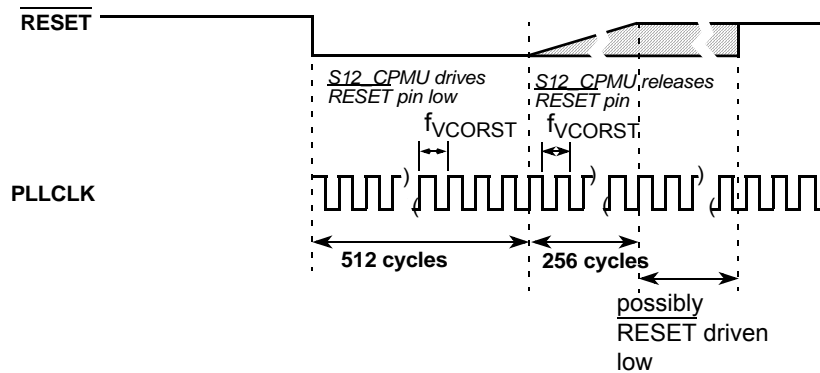 RESET
S12_CPMU drives
RESET pin low
S12_CPMU releases
RESET pin
fVCORST
fVCORST
PLLCLK
512 cycles
256 cycles
possibly
RESET driven
low